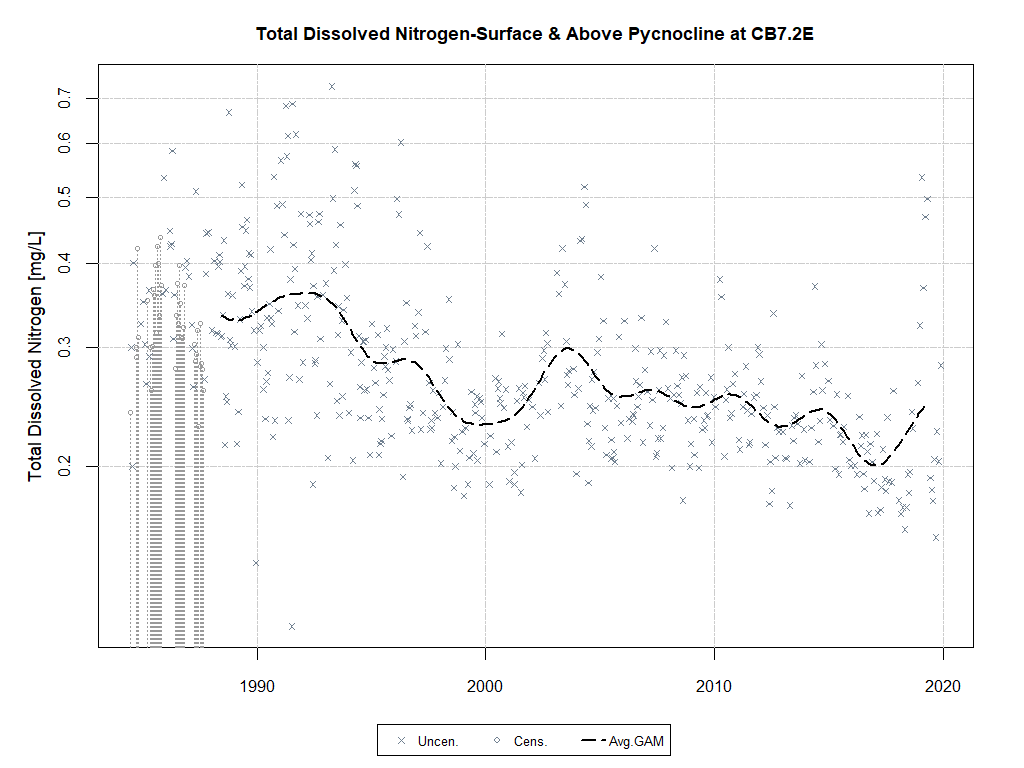 Total Dissolved Nitrogen-Surface & Above Pycnocline at CB7.2E
Total Dissolved Nitrogen [mg/L]
0.7
0.6
0.5
0.4
0.3
0.2
1990 2000 2010 2020
Uncen. Cens. Avg.GAM